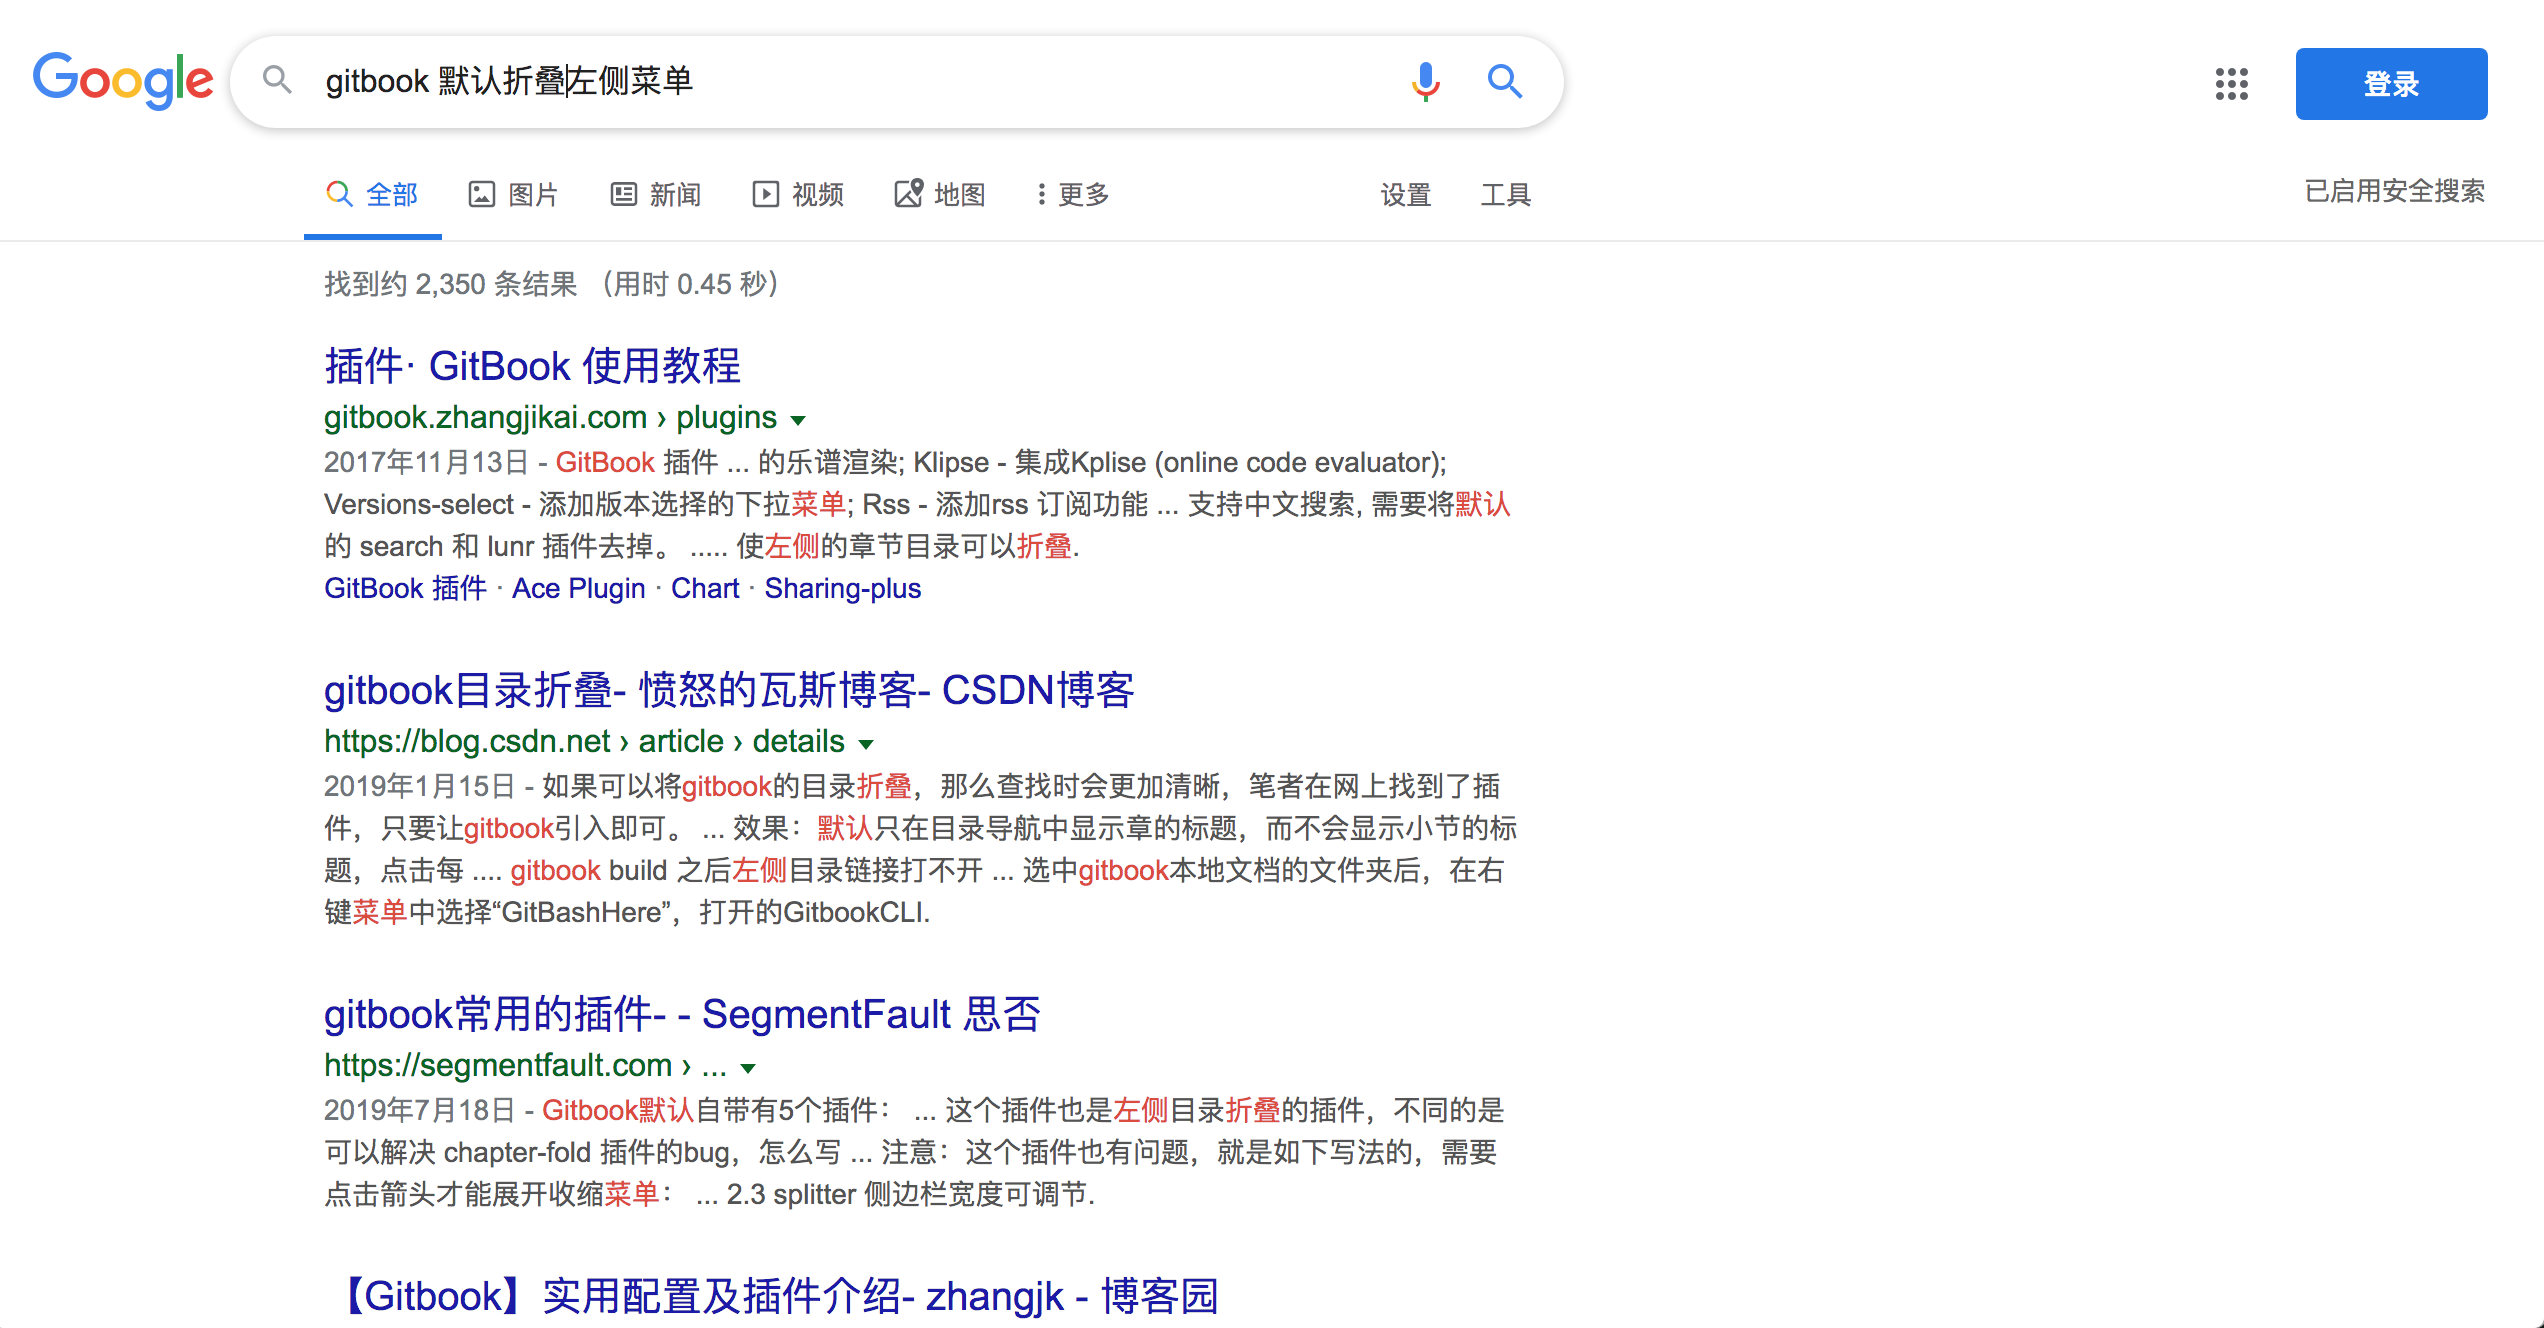 Google
gitbook 默认折叠左侧菜单
登录
全部 图片 新闻 视频 地图 更多 设置 工具 已启用安全搜索
找到约 2,350 条结果 （用时 0.45 秒）
插件· GitBook 使用教程
gitbook.zhangjikai.com › plugins
2017年11月13日 - GitBook 插件 ... 的乐谱渲染; Klipse - 集成Kplise (online code evaluator);
Versions-select - 添加版本选择的下拉菜单; Rss - 添加rss 订阅功能 ... 支持中文搜索, 需要将默认
的 search 和 lunr 插件去掉。 ..... 使左侧的章节目录可以折叠.
GitBook 插件 · Ace Plugin · Chart · Sharing-plus
gitbook目录折叠- 愤怒的瓦斯博客- CSDN博客
https://blog.csdn.net › article › details
2019年1月15日 - 如果可以将gitbook的目录折叠，那么查找时会更加清晰，笔者在网上找到了插
件，只要让gitbook引入即可。 ... 效果：默认只在目录导航中显示章的标题，而不会显示小节的标
题，点击每 .... gitbook build 之后左侧目录链接打不开 ... 选中gitbook本地文档的文件夹后，在右
键菜单中选择“GitBashHere”，打开的GitbookCLI.
gitbook常用的插件- - SegmentFault 思否
https://segmentfault.com › ...
2019年7月18日 - Gitbook默认自带有5个插件： ... 这个插件也是左侧目录折叠的插件，不同的是
可以解决 chapter-fold 插件的bug，怎么写 ... 注意：这个插件也有问题，就是如下写法的，需要
点击箭头才能展开收缩菜单： ... 2.3 splitter 侧边栏宽度可调节.
【Gitbook】实用配置及插件介绍- zhangjk - 博客园